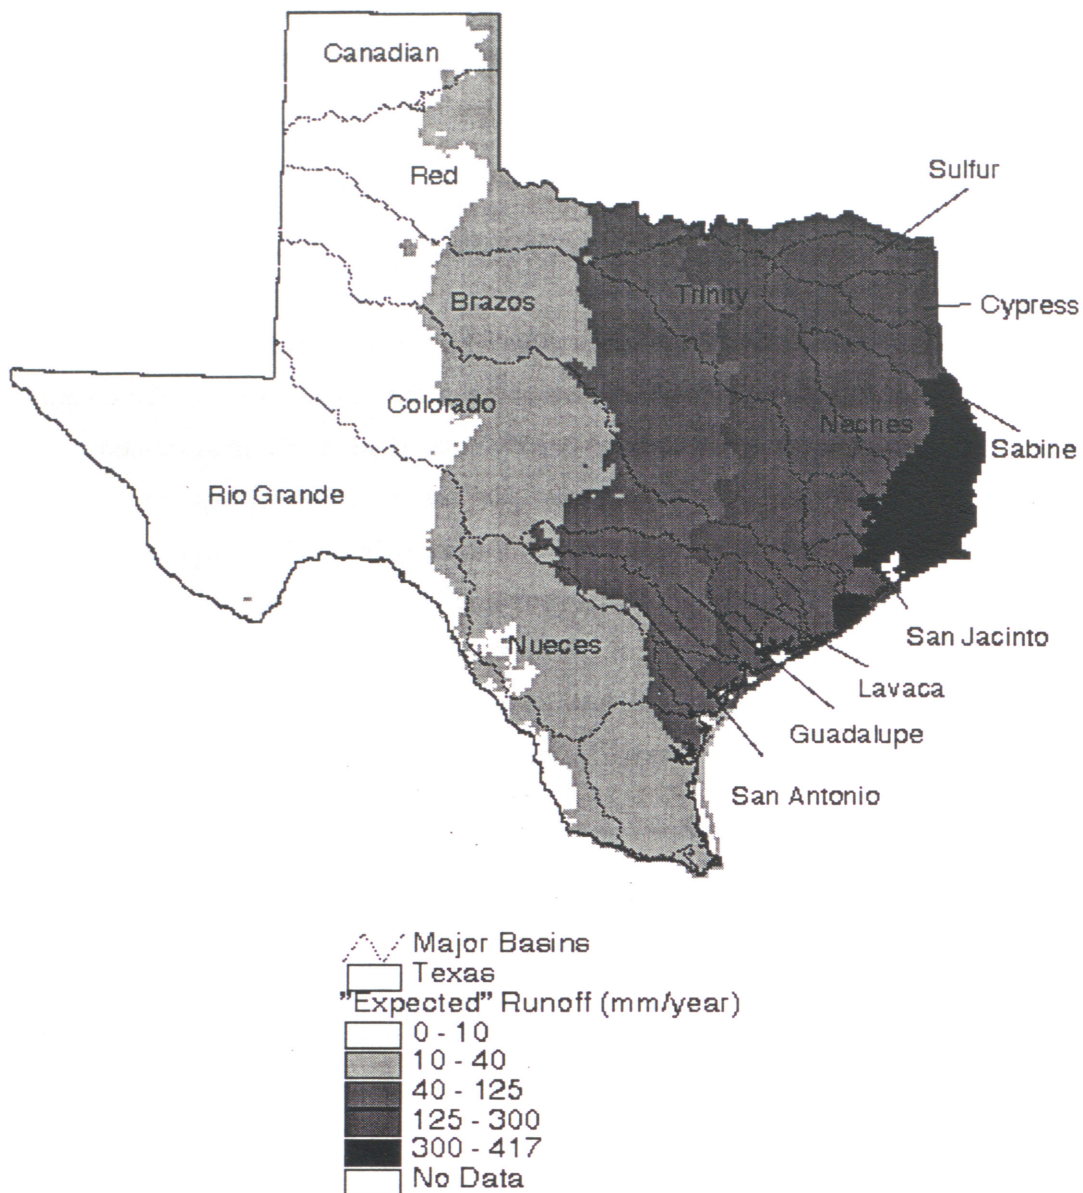 Canadian
Red
Sulfur
Brazos
Trinity
Cypress
Colorado
Neches
Sabine
Rio Grande
Nueces
San Jacinto
Lavaca
Guadalupe
San Antonio
Major Basins
Texas
"Expected" Runoff (mm/year)
0 - 10
10 - 40
40 - 125
125 - 300
300 - 417
No Data